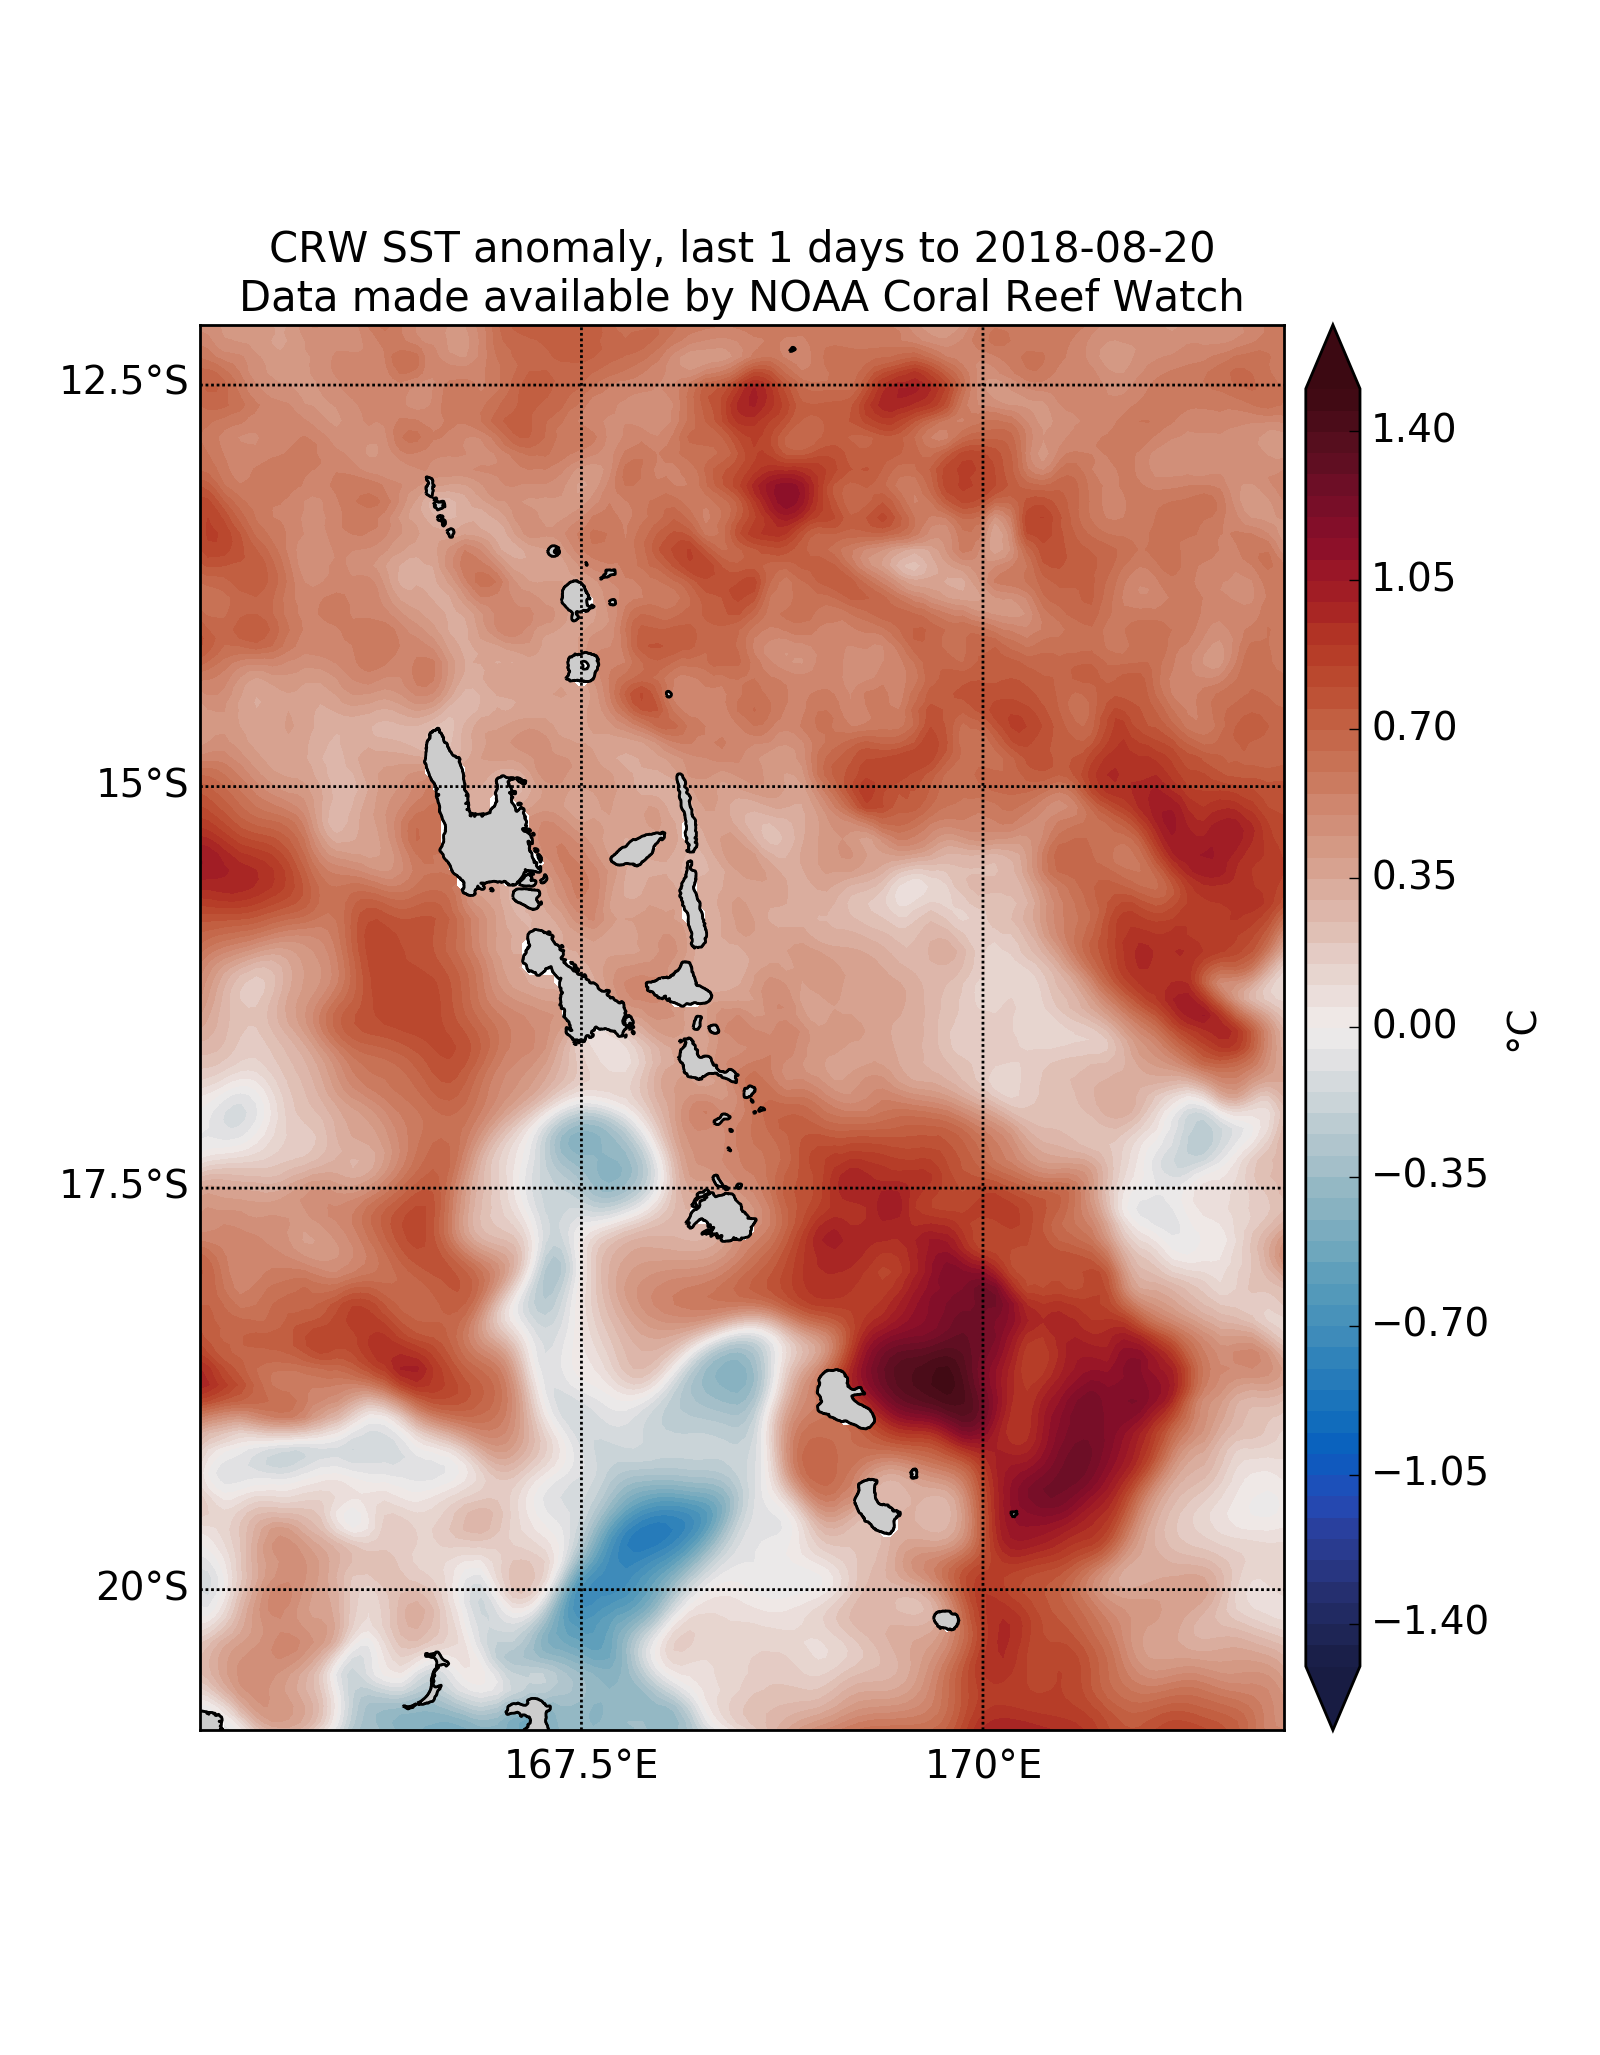 CRW SST anomaly, last 1 days to 2018-08-20
Data made available by NOAA Coral Reef Watch
12.5°S
15°S
17.5°S
20°S
167.5°E
170°E
1.40
1.05
0.70
0.35
0.00
−0.35
−0.70
−1.05
−1.40
°C